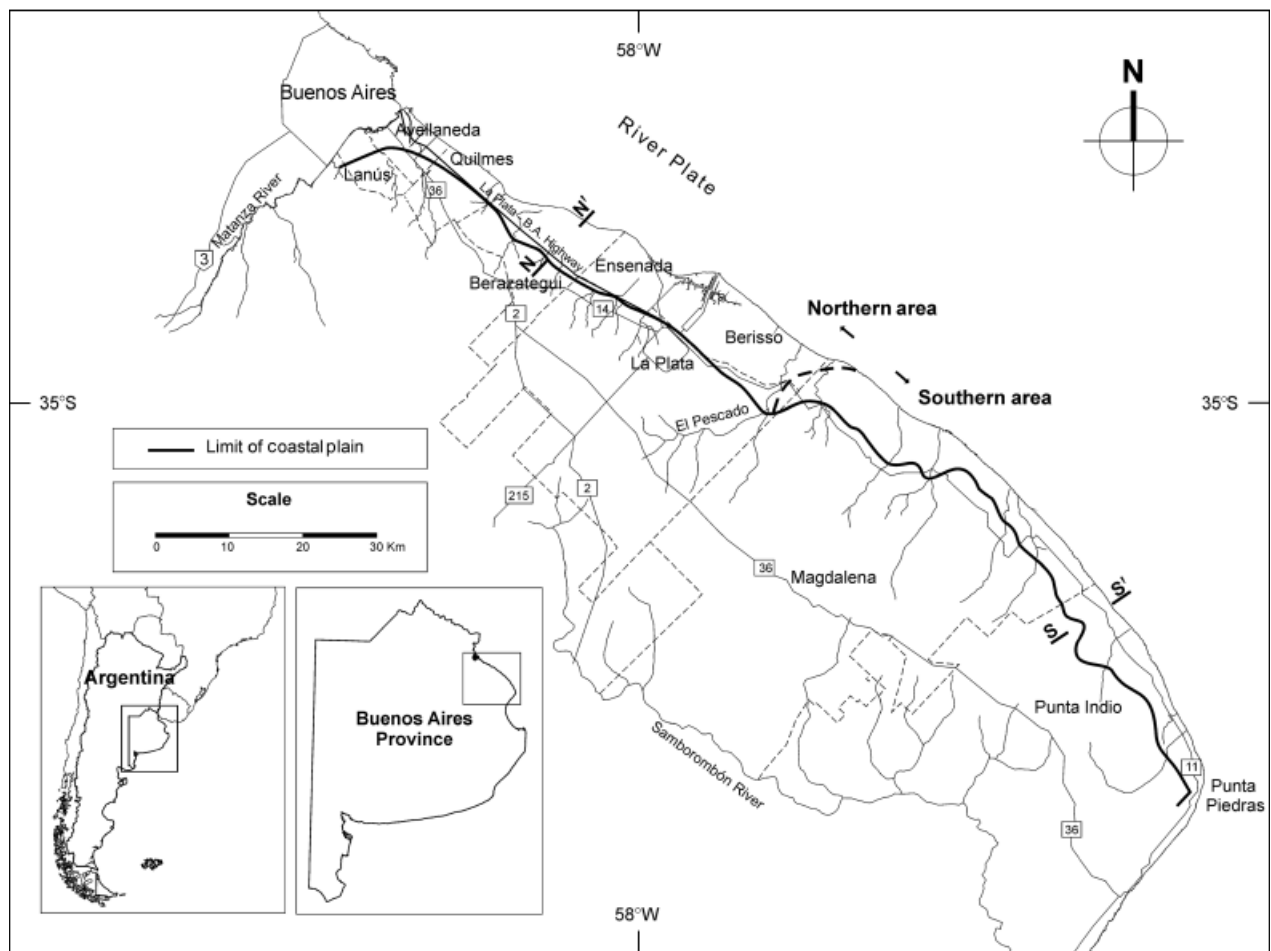 58°W
N
Buenos Aires
River Plate
Avellaneda
Quilmes
Lanús
36
La Plata - B.A. Highway
N'
Matanza River
3
N
Ensenada
Berazategui
14
2
Northern area
Berisso
La Plata
35°S
El Pescado
Southern area
35°S
Limit of coastal plain
Scale
0 10 20 30 Km
215
2
36
Magdalena
S'
S
Argentina
Buenos Aires
Province
Punta Indio
Samborombón River
11
Punta
Piedras
36
58°W